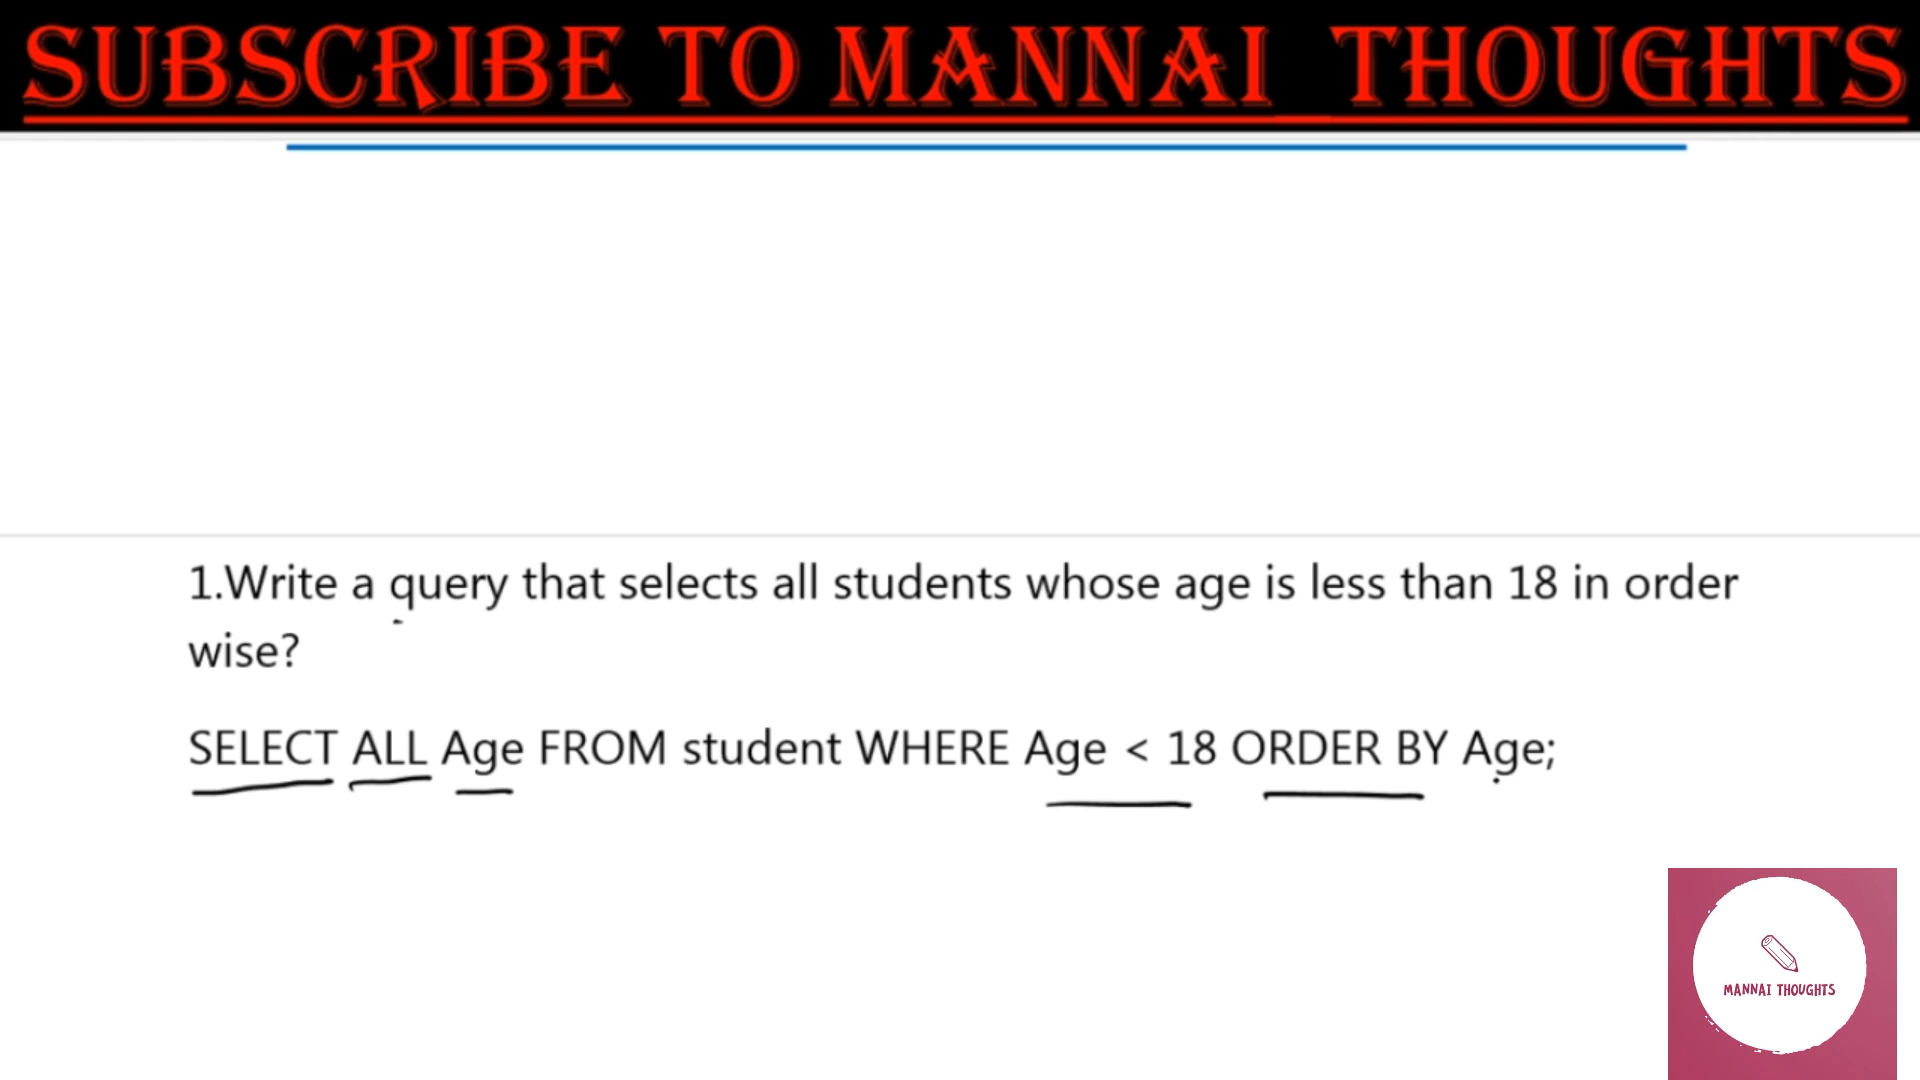 SUBSCRIBE TO MANNAI THOUGHTS
1.Write a query that selects all students whose age is less than 18 in order
wise?
SELECT ALL Age FROM student WHERE Age < 18 ORDER BY Age;
MANNAI THOUGHTS